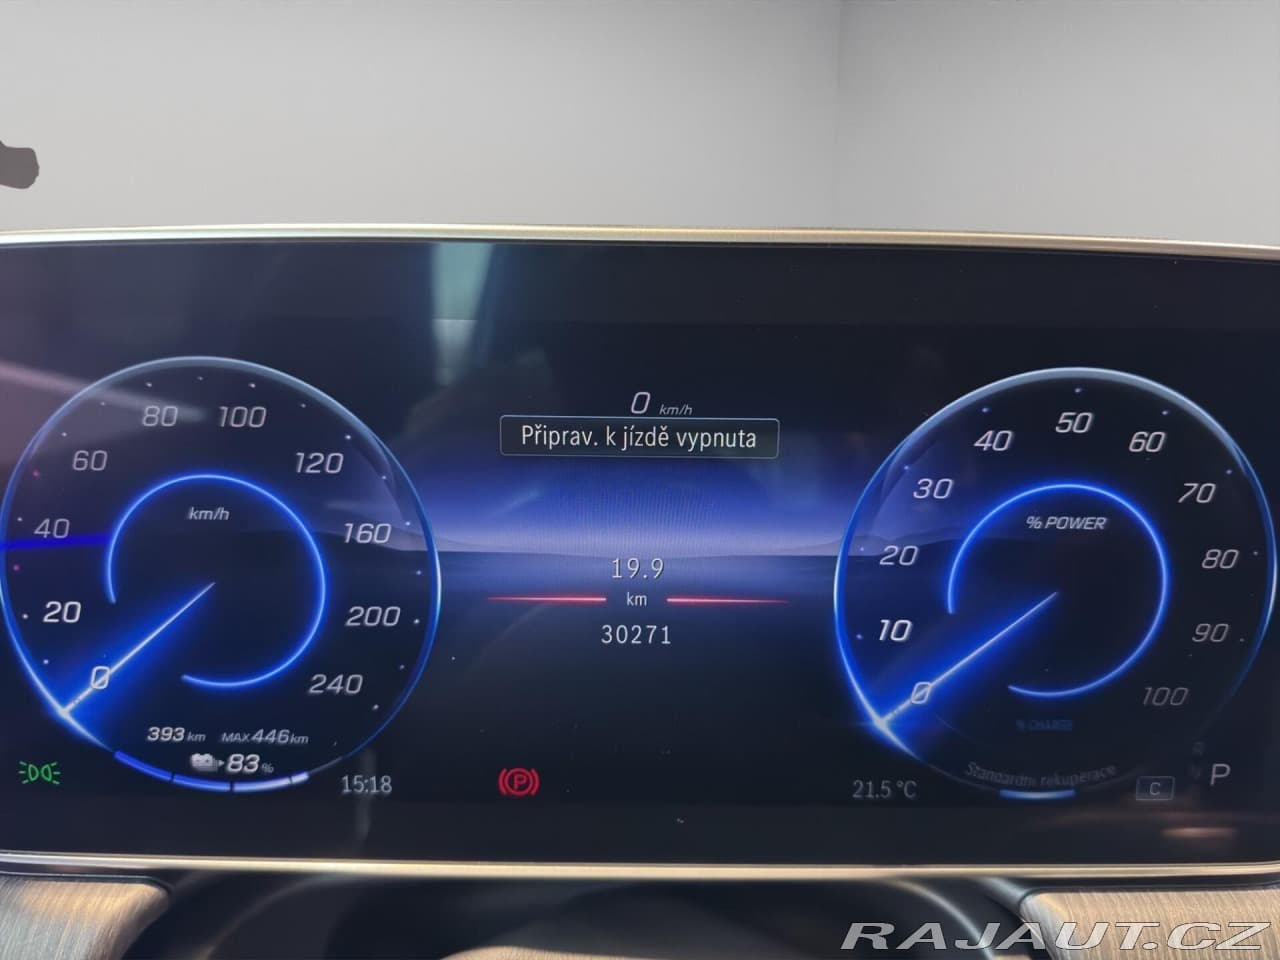 0 km/h
Připrav. k jízdě vypnuta
80 100
60 120
40 160
20 200
0 240
km/h
393 km MAX 446 km
83 %
15:18
19.9
km
30271
P
50
40 60
30 70
20 80
10 90
0 100
% POWER
% CHARGE
Standardní rekuperace
21.5 °C
C
P
RAJAUT.CZ